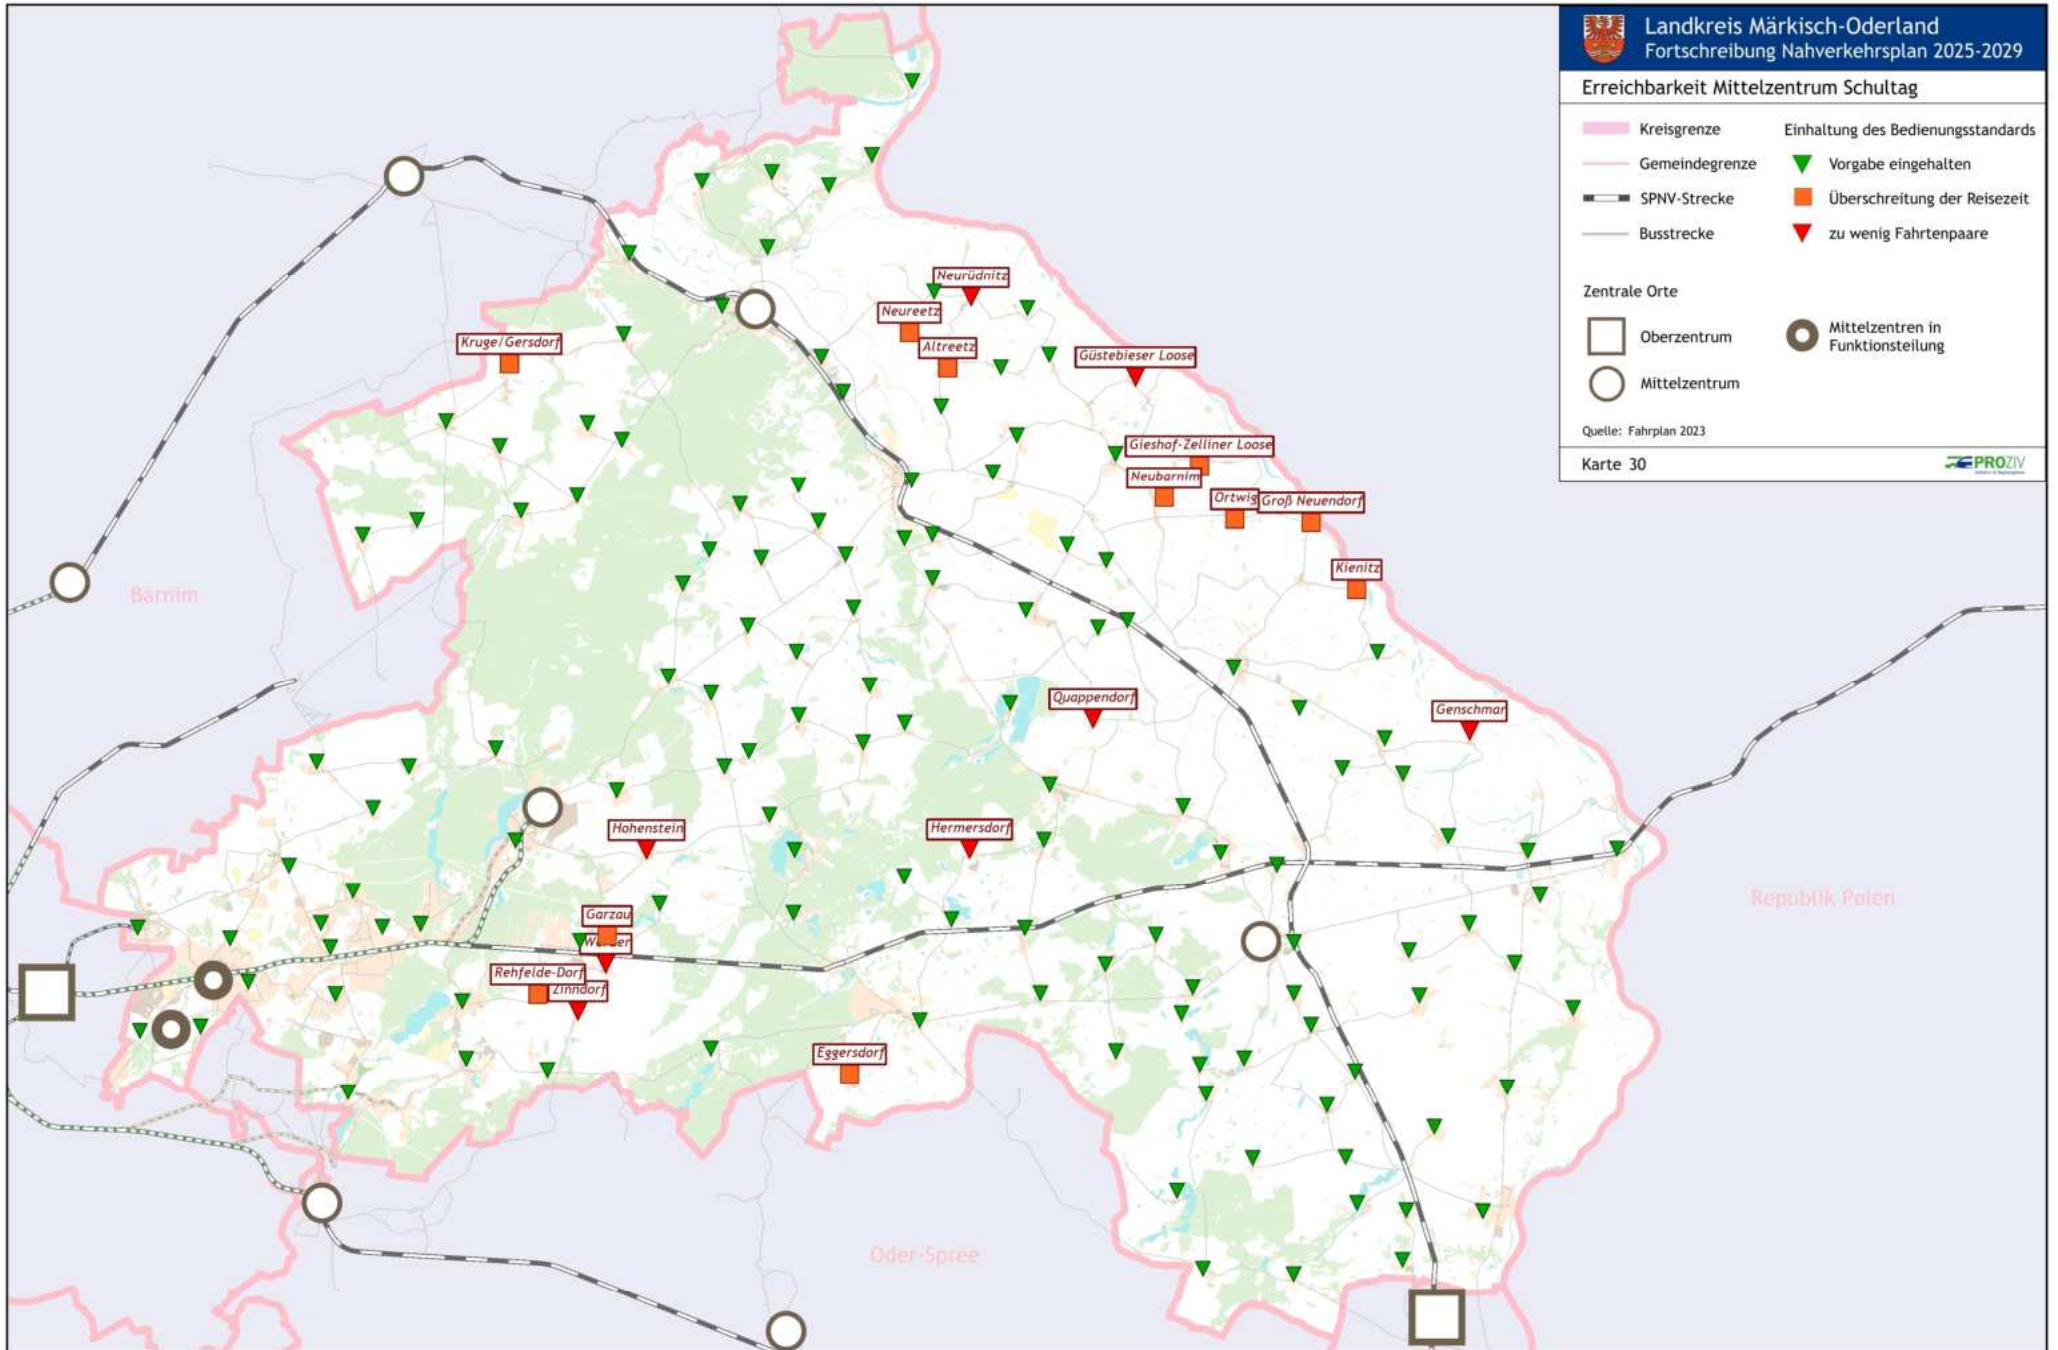 Landkreis Märkisch-Oderland
Fortschreibung Nahverkehrsplan 2025-2029
Erreichbarkeit Mittelzentrum Schultag
Kreisgrenze
Gemeindegrenze
SPNV-Strecke
Busstrecke
Einhaltung des Bedienungsstandards
Vorgabe eingehalten
Überschreitung der Reisezeit
zu wenig Fahrtenpaare
Zentrale Orte
Oberzentrum
Mittelzentrum
Mittelzentren in
Funktionsteilung
Quelle: Fahrplan 2023
Karte 30
PROZIV
Neurüdnitz
Neureetz
Kruge/Gersdorf
Altreetz
Güstebieser Loose
Gieshof-Zelliner Loose
Neubarnim
Ortwig
Groß Neuendorf
Kienitz
Barnim
Quappendorf
Genschmar
Hohenstein
Hermersdorf
Republik Polen
Garzau
Rehfelde-Dorf
Zinndorf
Eggersdorf
Oder-Spree